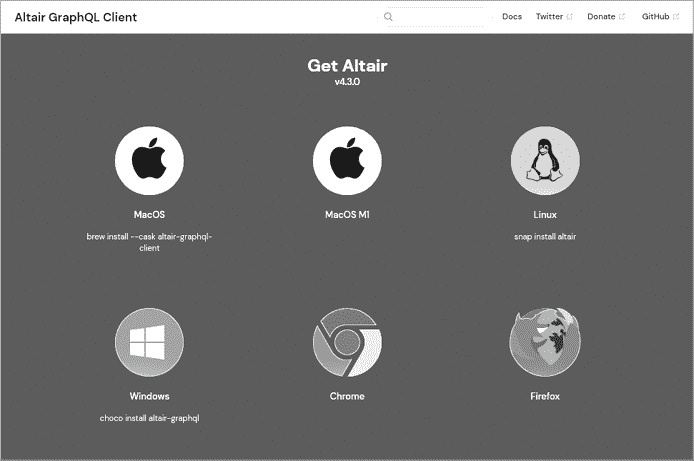 Altair GraphQL Client
Docs Twitter Donate GitHub
Get Altair
v4.3.0
MacOS
MacOS M1
Linux
brew install --cask altair-graphql-
client
snap install altair
Windows
Chrome
Firefox
choco install altair-graphql